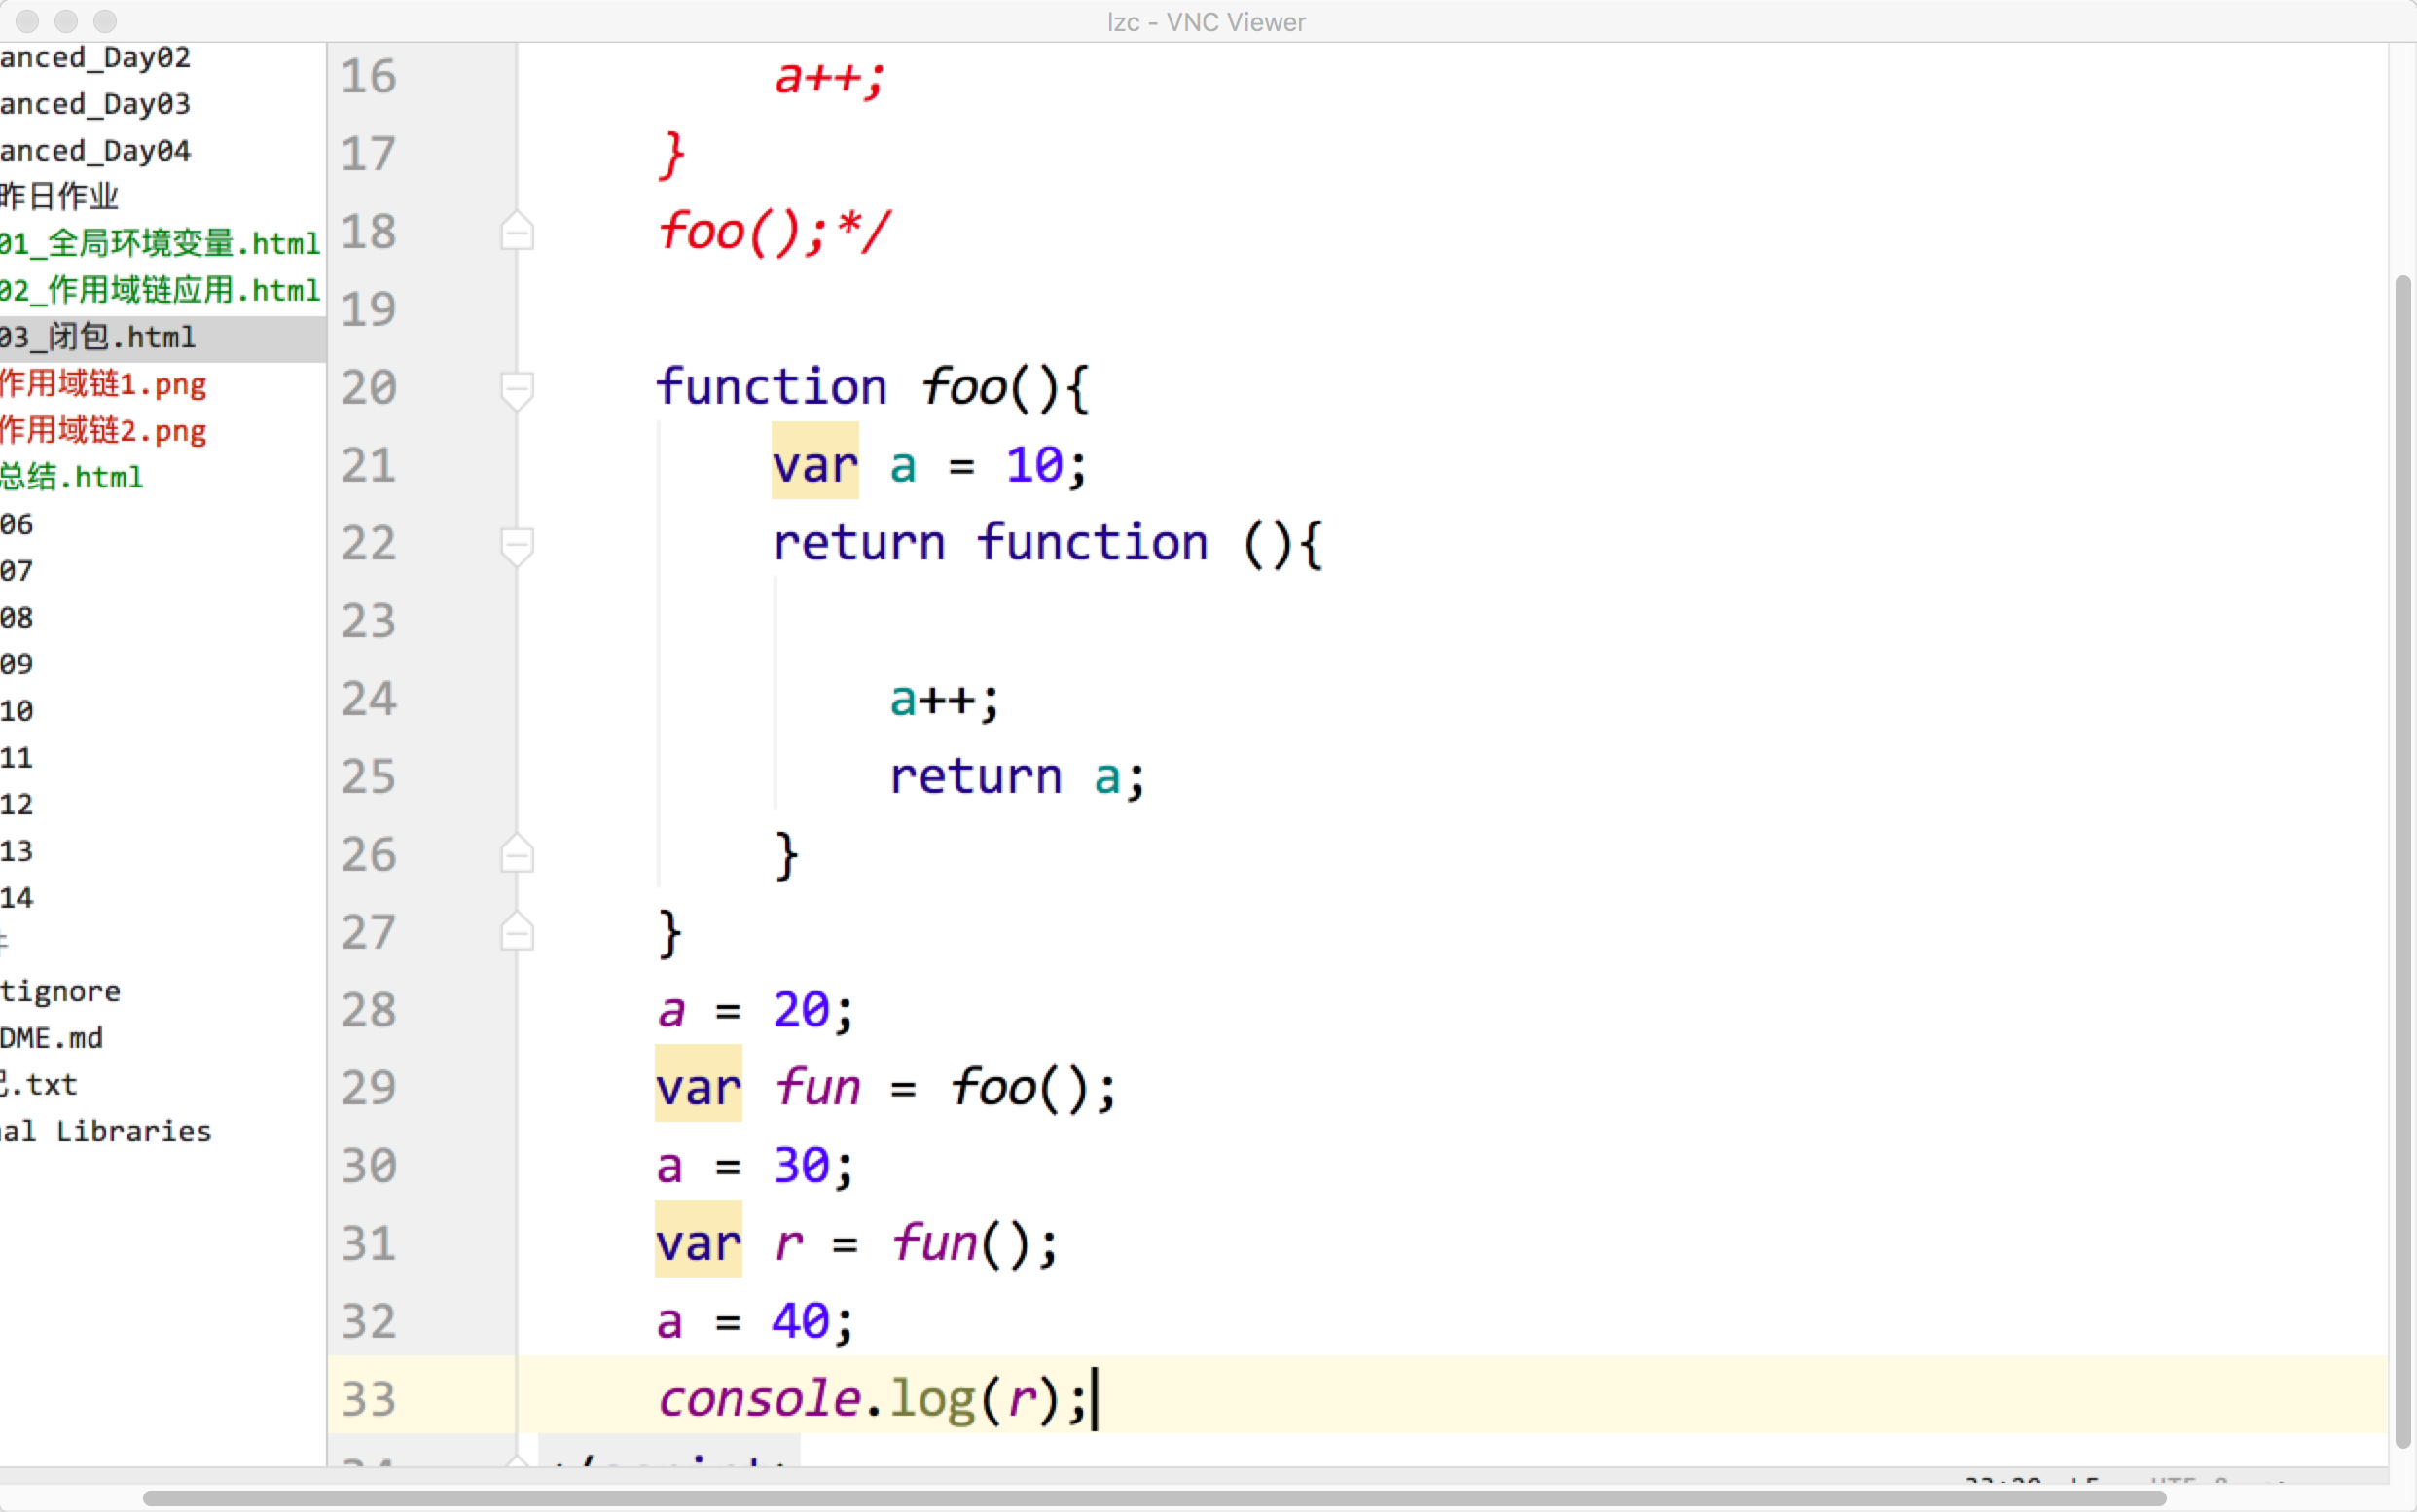 lzc - VNC Viewer
anced_Day02
anced_Day03
anced_Day04
昨日作业
01_全局环境变量.html
02_作用域链应用.html
03_闭包.html
作用域链1.png
作用域链2.png
总结.html
06
07
08
09
10
11
12
13
14
tignore
DME.md
.txt
al Libraries
16 a++;
17 }
18 foo();*/
19
20 function foo(){
21 var a = 10;
22 return function (){
23
24 a++;
25 return a;
26 }
27 }
28 a = 20;
29 var fun = foo();
30 a = 30;
31 var r = fun();
32 a = 40;
33 console.log(r);